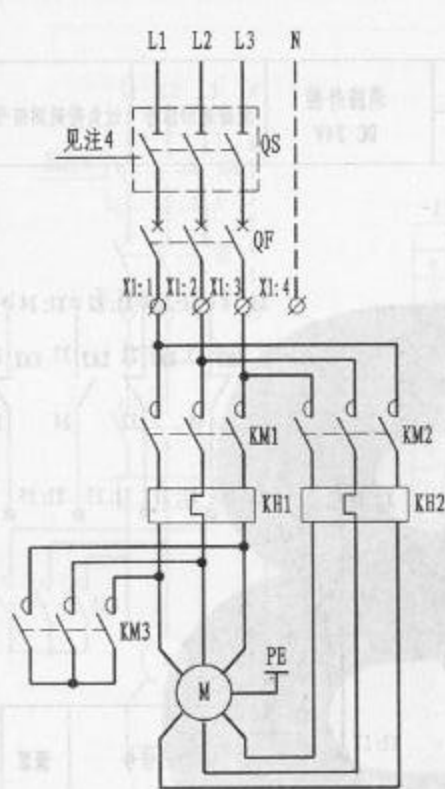 L1 L2 L3 N
见注4
QS
QF
X1:1 X1:2 X1:3 X1:4
KM1
KM2
KH1
KH2
KM3
PE
M